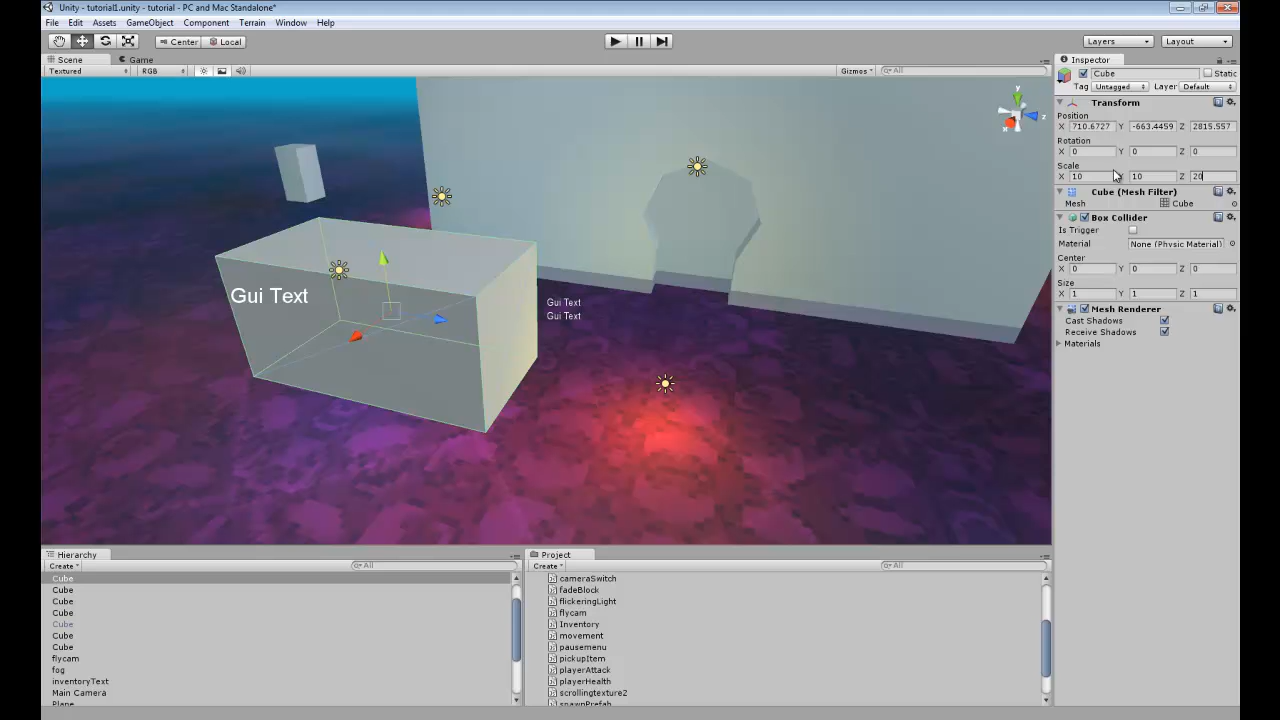 Unity - tutorial1.unity - tutorial - PC and Mac Standalone*
File Edit Assets GameObject Component Terrain Window Help
Center Local Layers Layout
Scene Game Inspector
Textured RGB Gizmos All
Cube Static
Tag Untagged Layer Default
Transform
Position
X 710.6727 Y -663.4459 Z 2815.557
Rotation
X 0 Y 0 Z 0
Scale
X 10 Y 10 Z 20
Cube (Mesh Filter)
Mesh Cube
Box Collider
Is Trigger
Material None (Physic Material)
Center
X 0 Y 0 Z 0
Size
X 1 Y 1 Z 1
Mesh Renderer
Cast Shadows
Receive Shadows
Materials
y
z
x
Gui Text
Gui Text
Gui Text
Hierarchy
Create All
Cube
Cube
Cube
Cube
Cube
Cube
Cube
flycam
fog
inventoryText
Main Camera
Plane
Project
Create All
cameraSwitch
fadeBlock
flickeringLight
flycam
Inventory
movement
pausemenu
pickupItem
playerAttack
playerHealth
scrollingtexture2
spawnPrefab